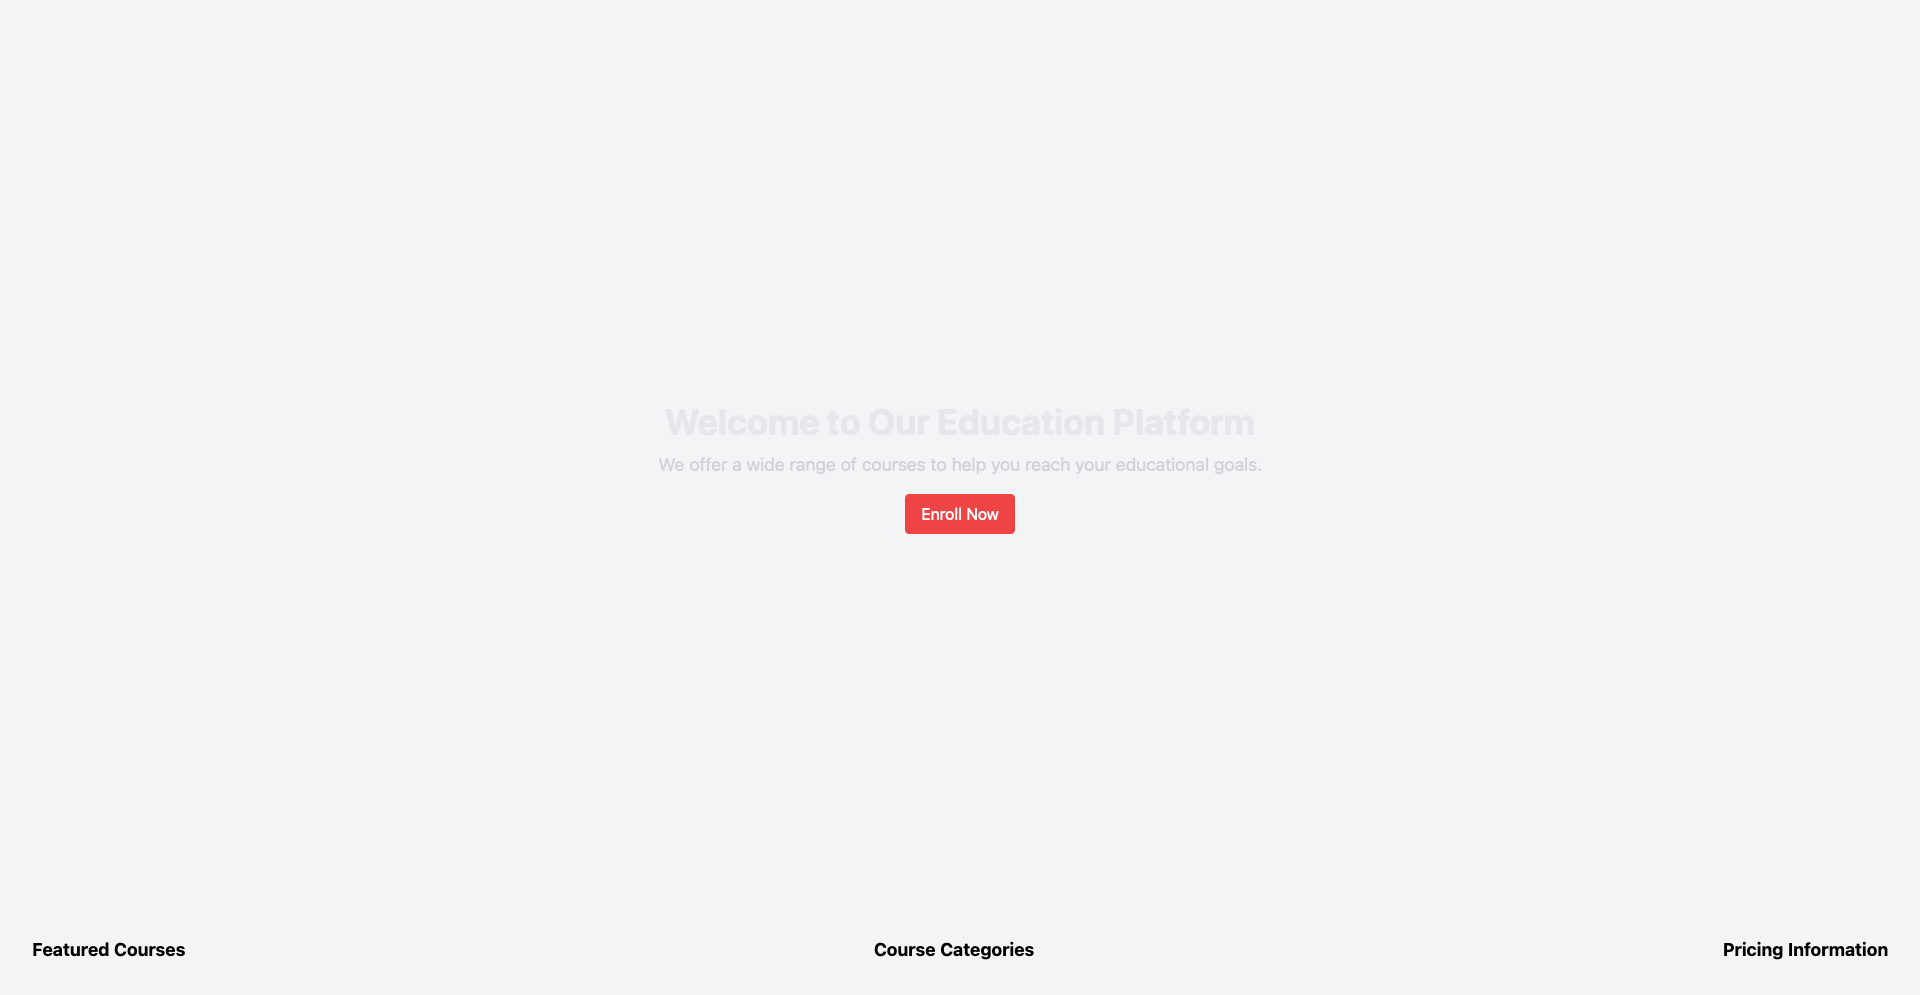 Welcome to Our Education Platform
We offer a wide range of courses to help you reach your educational goals.
Enroll Now
Featured Courses
Course Categories
Pricing Information